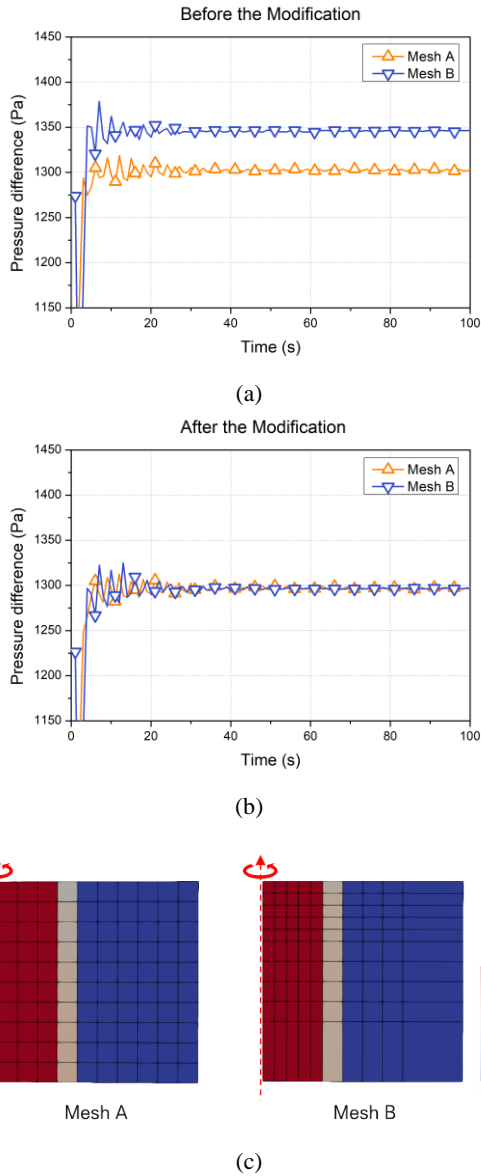 Before the Modification
1450
1400
1350
1300
1250
1200
1150
0
20
40
60
80
100
Pressure difference (Pa)
Time (s)
Mesh A
Mesh B
(a)
After the Modification
1450
1400
1350
1300
1250
1200
1150
0
20
40
60
80
100
Pressure difference (Pa)
Time (s)
Mesh A
Mesh B
(b)
Mesh A
Mesh B
(c)